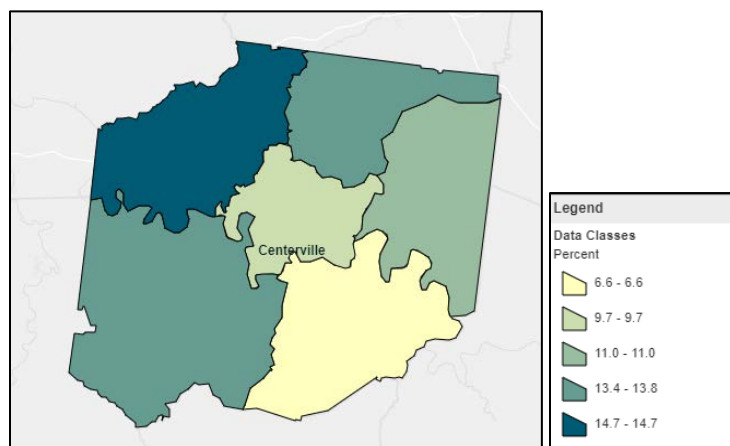 Centerville
Legend
Data Classes
Percent
6.6 - 6.6
9.7 - 9.7
11.0 - 11.0
13.4 - 13.8
14.7 - 14.7